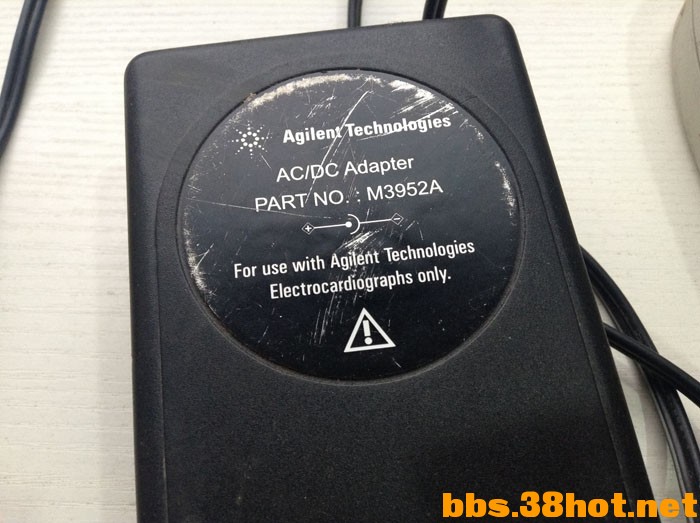 Agilent Technologies
AC/DC Adapter
PART NO. : M3952A
+ -
For use with Agilent Technologies
Electrocardiographs only.
!
bbs.38hot.net